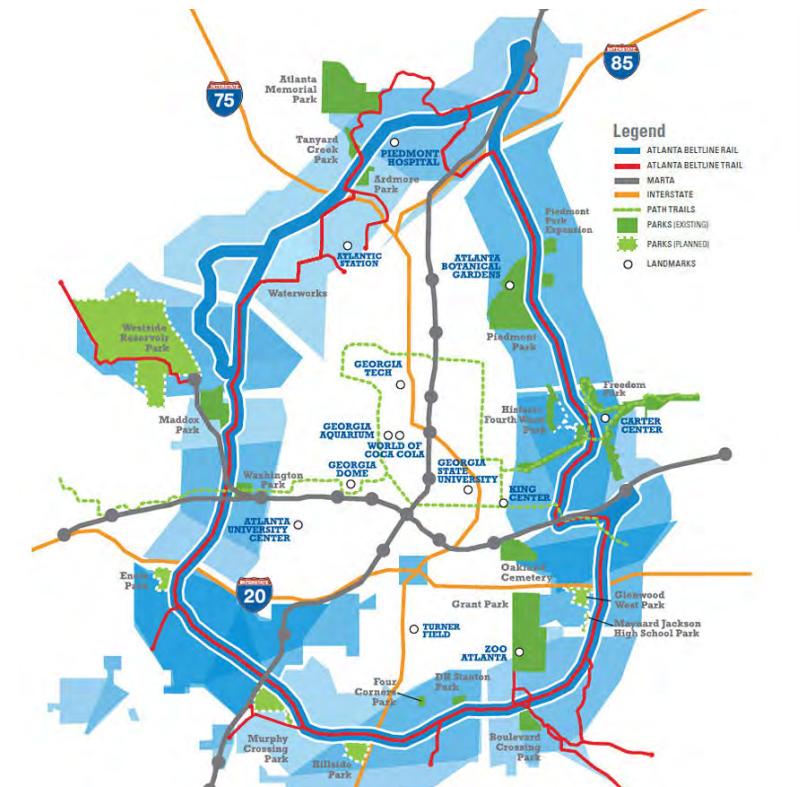 INTERSTATE
85
INTERSTATE
75
Atlanta
Memorial
Park
Tanyard
Creek
Park
PIEDMONT
HOSPITAL
Ardmore
Park
Legend
ATLANTA BELTLINE RAIL
ATLANTA BELTLINE TRAIL
MARTA
INTERSTATE
PATH TRAILS
PARKS (EXISTING)
PARKS (PLANNED)
LANDMARKS
Piedmont
Park
Expansion
ATLANTIC
STATION
ATLANTA
BOTANICAL
GARDENS
Waterworks
Westside
Reservoir
Park
Piedmont
Park
GEORGIA
TECH
Freedom
Park
Historic
Fourth Ward
Park
CARTER
CENTER
Maddox
Park
GEORGIA
AQUARIUM
WORLD OF
COCA COLA
GEORGIA
DOME
GEORGIA
STATE
UNIVERSITY
Washington
Park
KING
CENTER
ATLANTA
UNIVERSITY
CENTER
Oakland
Cemetery
Enota
Park
INTERSTATE
20
Grant Park
Glenwood
West Park
Maynard Jackson
High School Park
TURNER
FIELD
ZOO
ATLANTA
Four
Corners
Park
DH Stanton
Park
Murphy
Crossing
Park
Hillside
Park
Boulevard
Crossing
Park